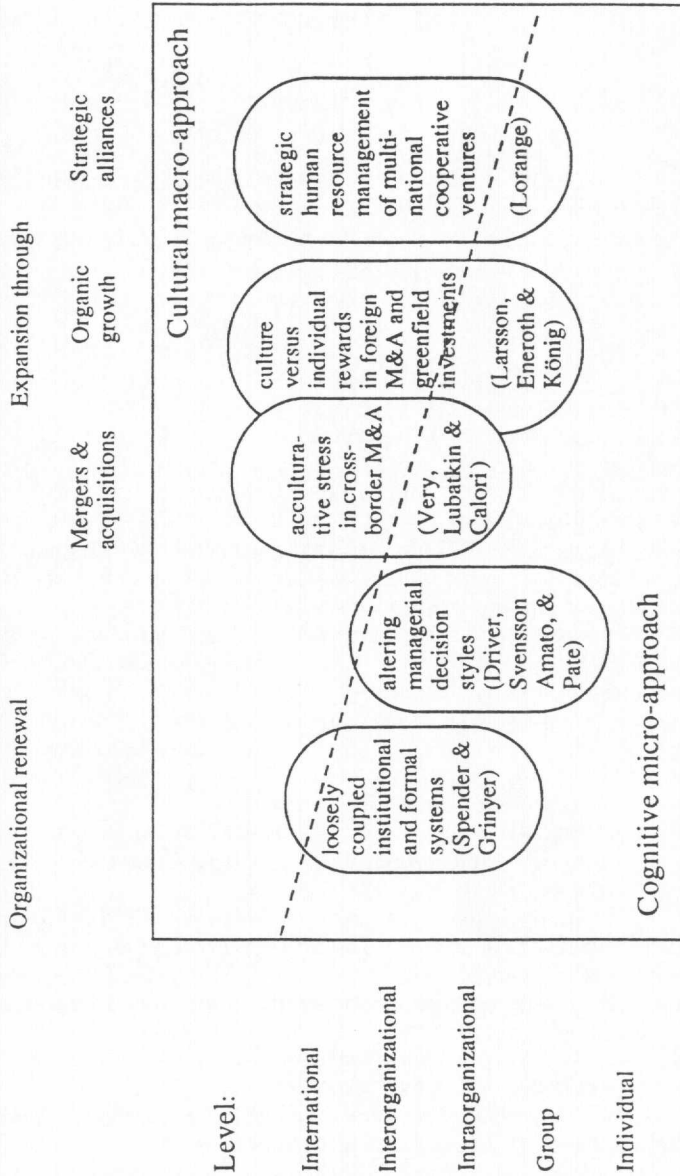 Organizational renewal
Expansion through
Mergers &
acquisitions
Organic
growth
Strategic
alliances
Level:
International
Interorganizational
Intraorganizational
Group
Individual
Cultural macro-approach
Cognitive micro-approach
loosely
coupled
institutional
and formal
systems
(Spender &
Grinyer)
altering
managerial
decision
styles
(Driver,
Svensson
Amato, &
Pate)
accultura-
tive stress
in cross-
border M&A
(Very,
Lubatkin &
Calori)
culture
versus
individual
rewards
in foreign
M&A and
greenfield
investments
(Larsson,
Eneroth &
König)
strategic
human
resource
management
of multi-
national
cooperative
ventures
(Lorange)